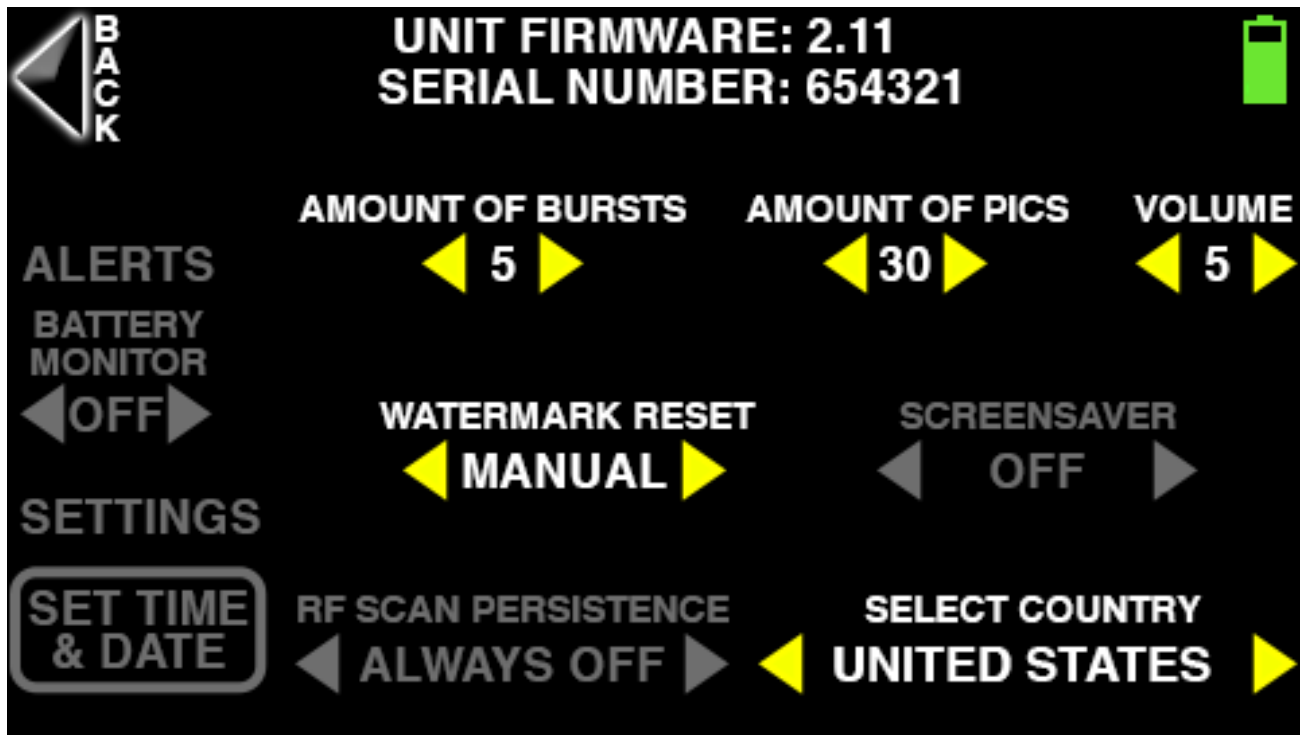 BACK
UNIT FIRMWARE: 2.11
SERIAL NUMBER: 654321
AMOUNT OF BURSTS
5
AMOUNT OF PICS
30
VOLUME
5
ALERTS
BATTERY
MONITOR
OFF
WATERMARK RESET
MANUAL
SCREENSAVER
OFF
SETTINGS
SET TIME
& DATE
RF SCAN PERSISTENCE
ALWAYS OFF
SELECT COUNTRY
UNITED STATES